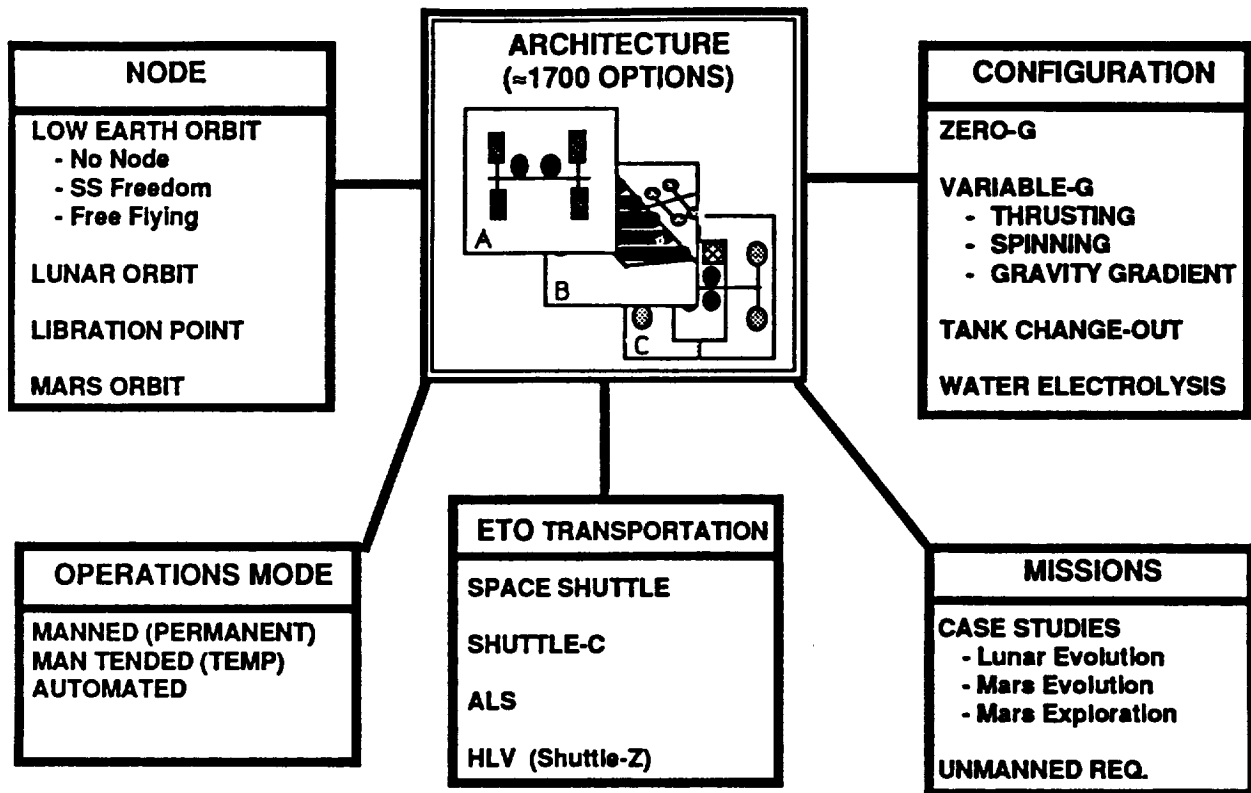 NODE
LOW EARTH ORBIT
- No Node
- SS Freedom
- Free Flying
LUNAR ORBIT
LIBRATION POINT
MARS ORBIT
ARCHITECTURE
(≈1700 OPTIONS)
A
B
C
CONFIGURATION
ZERO-G
VARIABLE-G
- THRUSTING
- SPINNING
- GRAVITY GRADIENT
TANK CHANGE-OUT
WATER ELECTROLYSIS
OPERATIONS MODE
MANNED (PERMANENT)
MAN TENDED (TEMP)
AUTOMATED
ETO TRANSPORTATION
SPACE SHUTTLE
SHUTTLE-C
ALS
HLV (Shuttle-Z)
MISSIONS
CASE STUDIES
- Lunar Evolution
- Mars Evolution
- Mars Exploration
UNMANNED REQ.